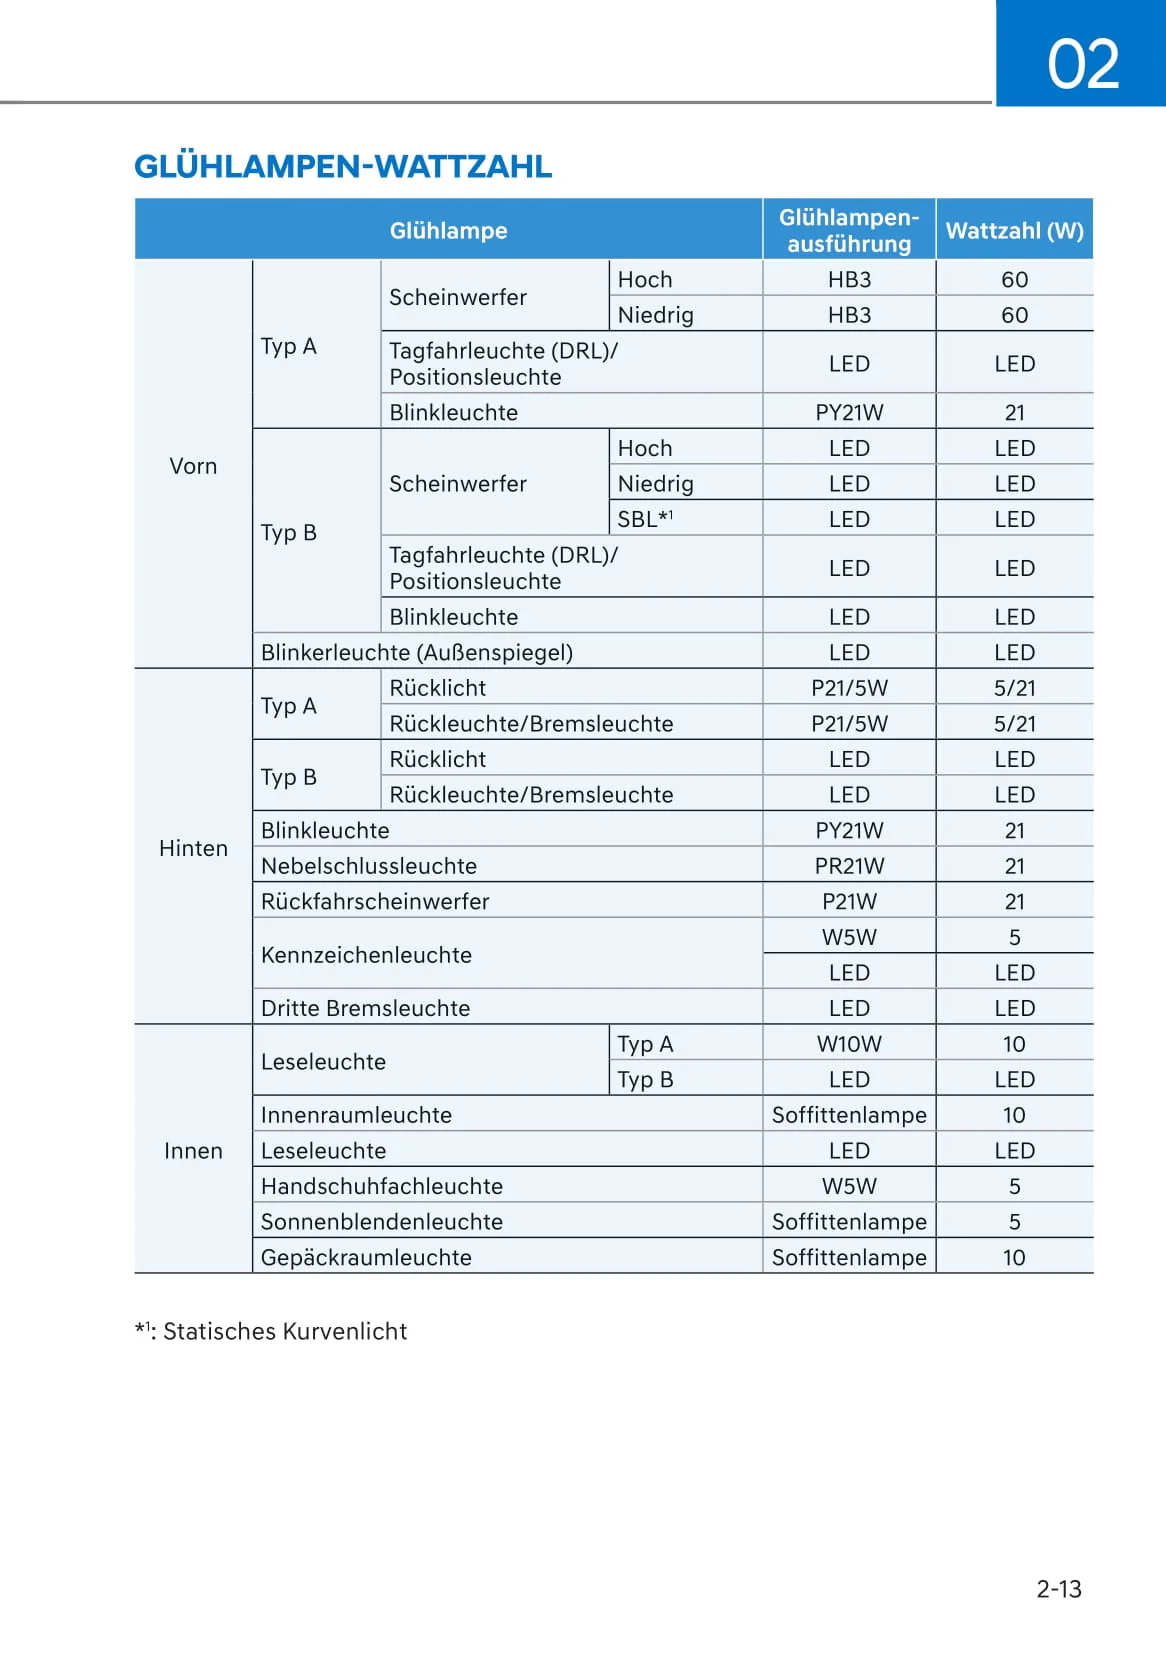 02
GLÜHLAMPEN-WATTZAHL
Glühlampe Glühlampen-ausführung Wattzahl (W)
Vorn Typ A Scheinwerfer Hoch HB3 60
Niedrig HB3 60
Tagfahrleuchte (DRL)/
Positionsleuchte LED LED
Blinkleuchte PY21W 21
Typ B Scheinwerfer Hoch LED LED
Niedrig LED LED
SBL*1 LED LED
Tagfahrleuchte (DRL)/
Positionsleuchte LED LED
Blinkleuchte LED LED
Blinkerleuchte (Außenspiegel) LED LED
Hinten Typ A Rücklicht P21/5W 5/21
Rückleuchte/Bremsleuchte P21/5W 5/21
Typ B Rücklicht LED LED
Rückleuchte/Bremsleuchte LED LED
Blinkleuchte PY21W 21
Nebelschlussleuchte PR21W 21
Rückfahrscheinwerfer P21W 21
Kennzeichenleuchte W5W 5
LED LED
Dritte Bremsleuchte LED LED
Innen Leseleuchte Typ A W10W 10
Typ B LED LED
Innenraumleuchte Soffittenlampe 10
Leseleuchte LED LED
Handschuhfachleuchte W5W 5
Sonnenblendenleuchte Soffittenlampe 5
Gepäckraumleuchte Soffittenlampe 10
*1: Statisches Kurvenlicht
2-13